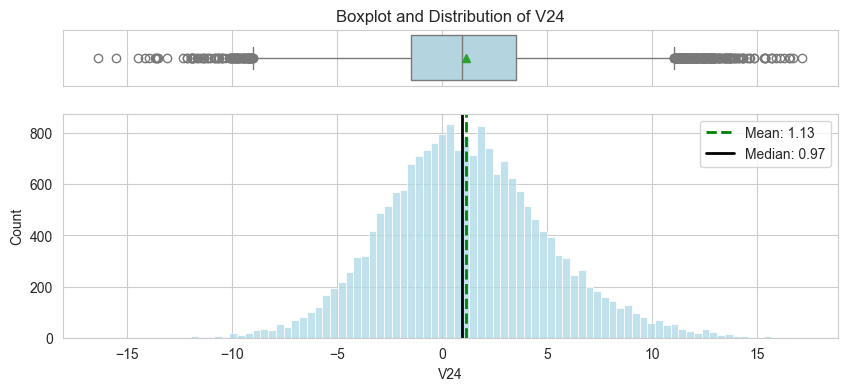 Boxplot and Distribution of V24
Mean: 1.13
Median: 0.97
800
600
400
200
0
Count
−15
−10
−5
0
5
10
15
V24